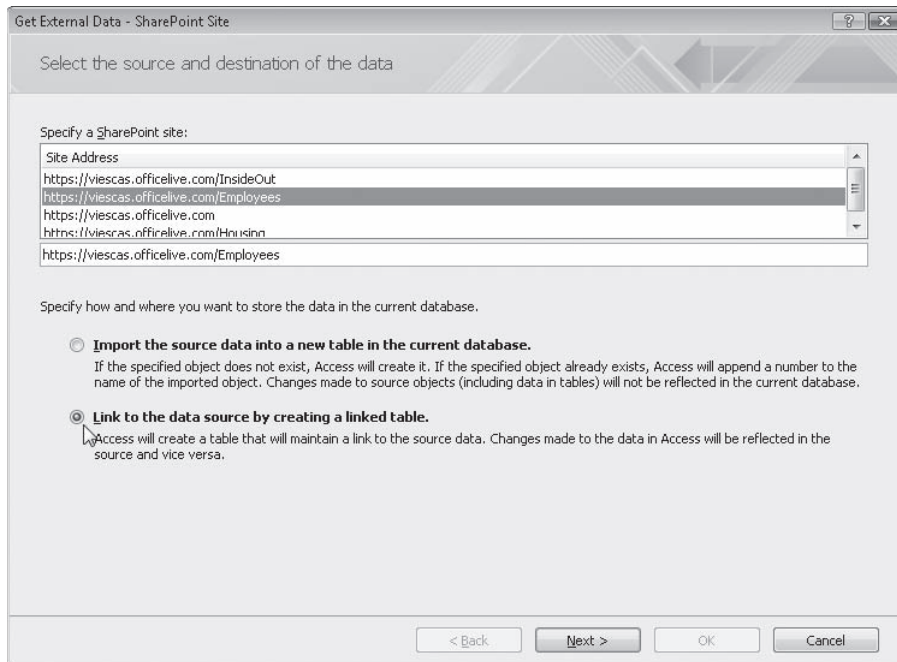 Get External Data - SharePoint Site
Select the source and destination of the data
Specify a SharePoint site:
Site Address
https://viescas.officelive.com/InsideOut
https://viescas.officelive.com/Employees
https://viescas.officelive.com
https://viescas.officelive.com/Housing
https://viescas.officelive.com/Employees
Specify how and where you want to store the data in the current database.
Import the source data into a new table in the current database.
If the specified object does not exist, Access will create it. If the specified object already exists, Access will append a number to the
name of the imported object. Changes made to source objects (including data in tables) will not be reflected in the current database.
Link to the data source by creating a linked table.
Access will create a table that will maintain a link to the source data. Changes made to the data in Access will be reflected in the
source and vice versa.
< Back
Next >
OK
Cancel